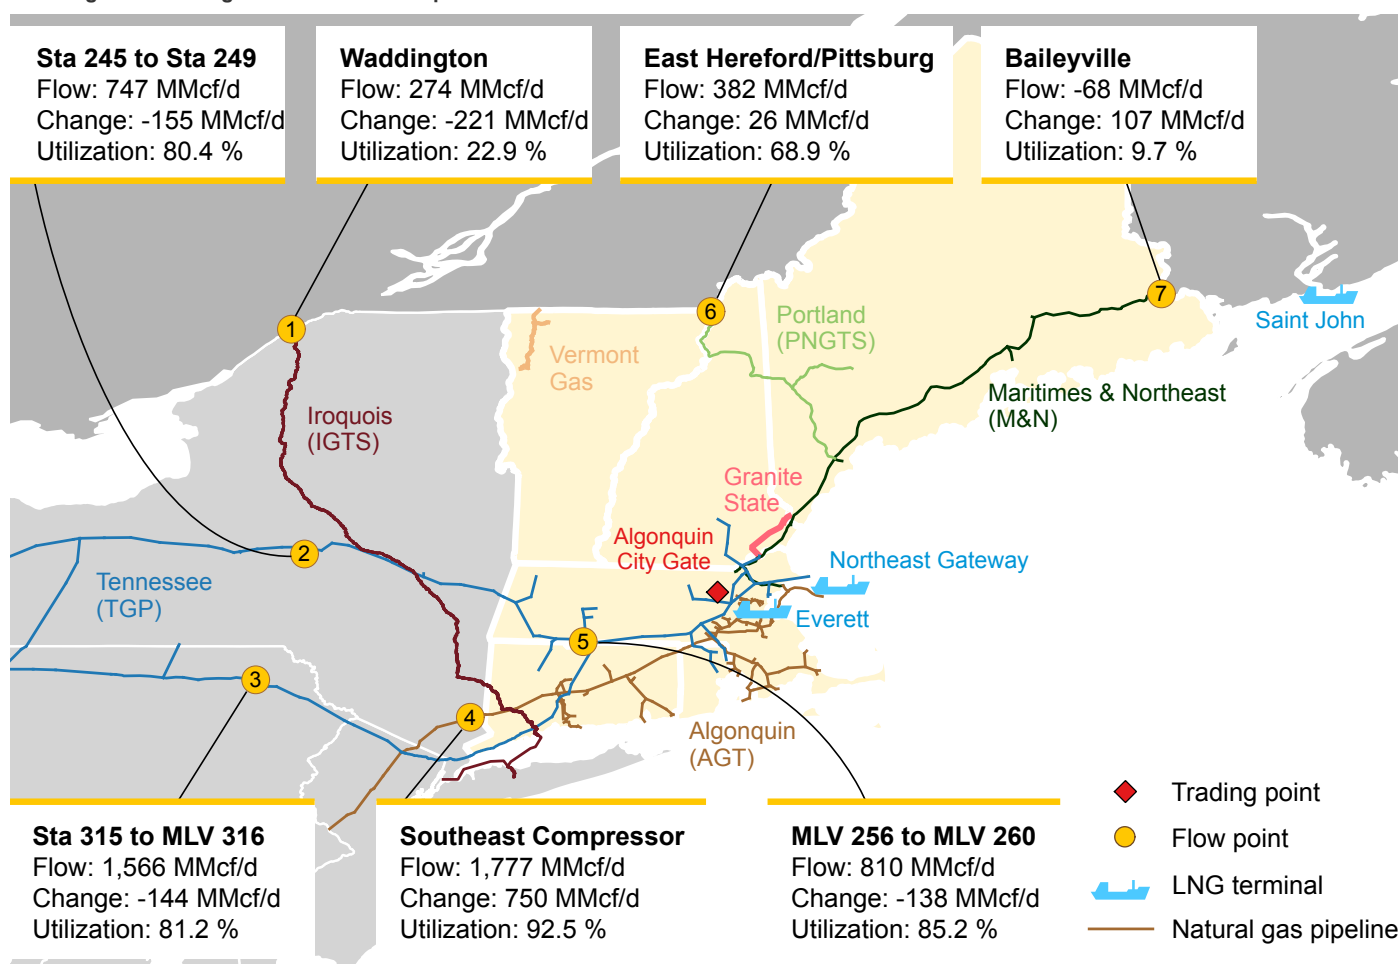 Sta 245 to Sta 249
Flow: 747 MMcf/d
Change: -155 MMcf/d
Utilization: 80.4 %
Waddington
Flow: 274 MMcf/d
Change: -221 MMcf/d
Utilization: 22.9 %
East Hereford/Pittsburg
Flow: 382 MMcf/d
Change: 26 MMcf/d
Utilization: 68.9 %
Baileyville
Flow: -68 MMcf/d
Change: 107 MMcf/d
Utilization: 9.7 %
7
6
1
Saint John
Portland
(PNGTS)
Vermont
Gas
Maritimes & Northeast
(M&N)
Iroquois
(IGTS)
Granite
State
Algonquin
City Gate
2
Northeast Gateway
Tennessee
(TGP)
Everett
5
3
4
Algonquin
(AGT)
Sta 315 to MLV 316
Flow: 1,566 MMcf/d
Change: -144 MMcf/d
Utilization: 81.2 %
Southeast Compressor
Flow: 1,777 MMcf/d
Change: 750 MMcf/d
Utilization: 92.5 %
MLV 256 to MLV 260
Flow: 810 MMcf/d
Change: -138 MMcf/d
Utilization: 85.2 %
Trading point
Flow point
LNG terminal
Natural gas pipeline